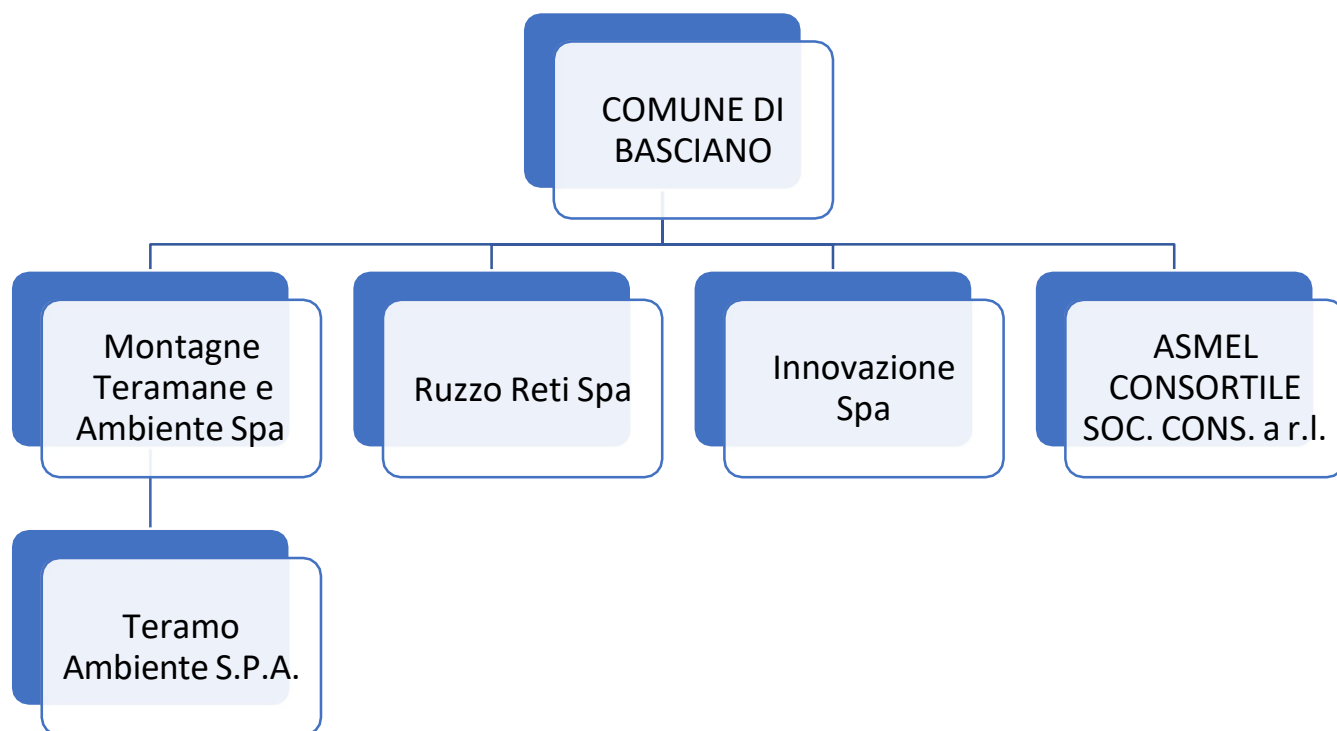 COMUNE DI
BASCIANO
Montagne
Teramane e
Ambiente Spa
Ruzzo Reti Spa
Innovazione
Spa
ASMEL
CONSORTILE
SOC. CONS. a r.l.
Teramo
Ambiente S.P.A.